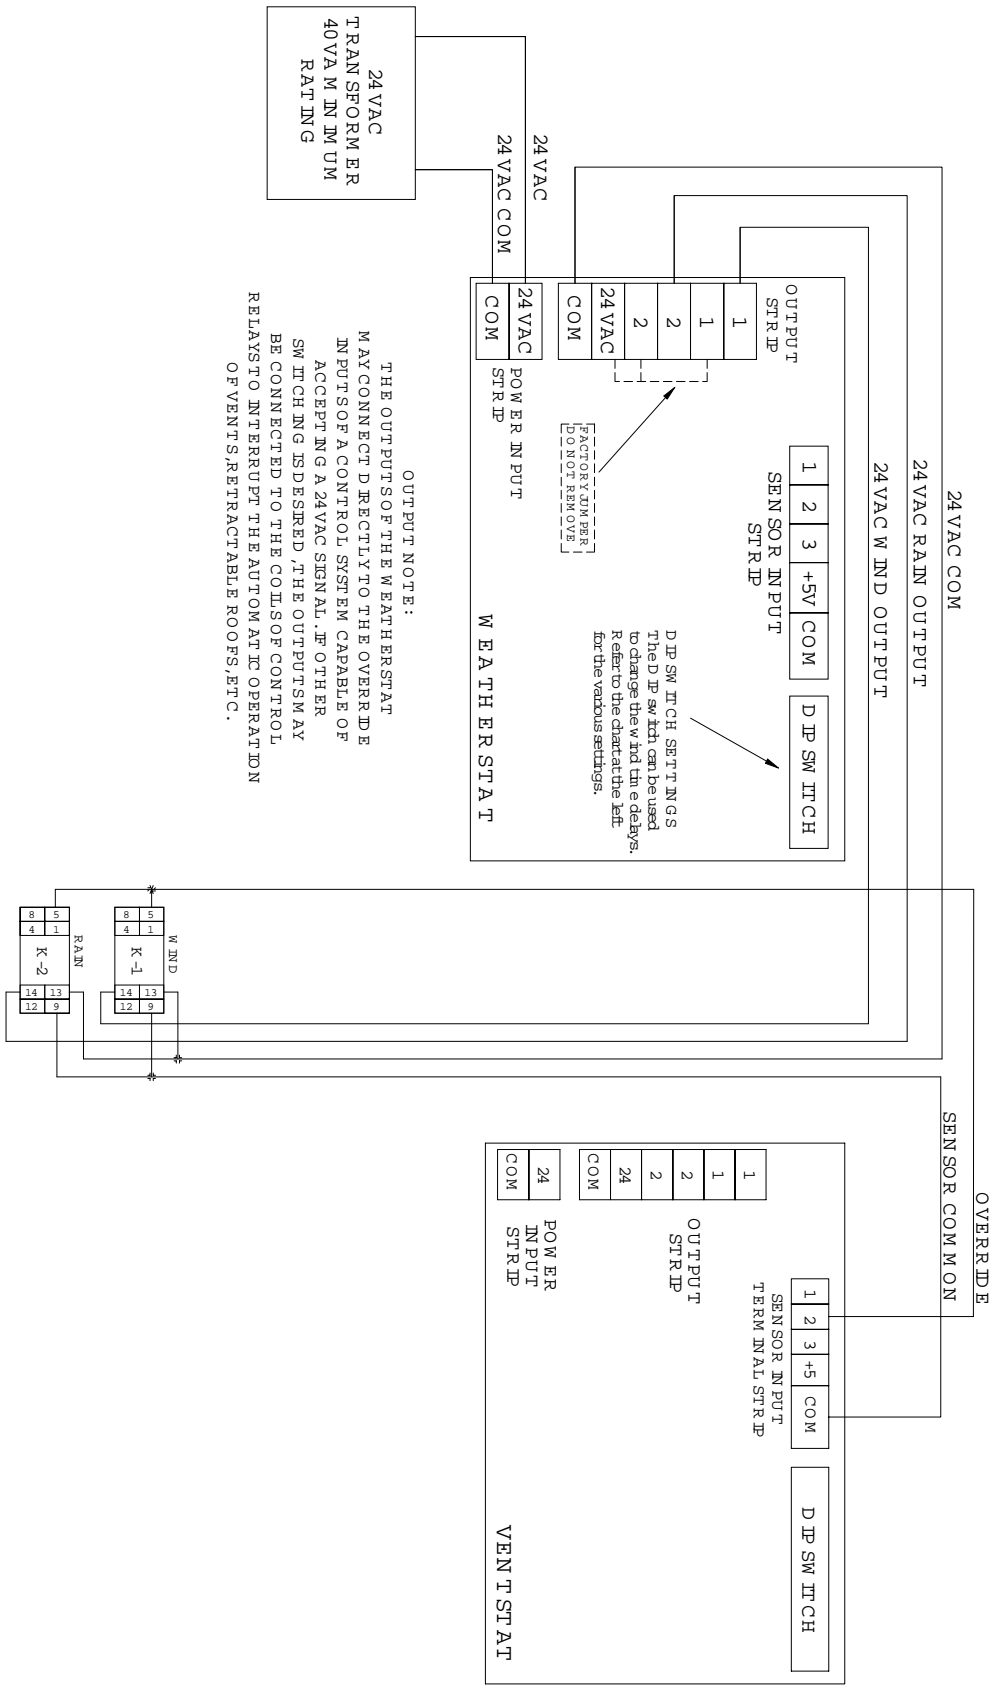 24VAC
TRANSFORMER
40VA MINIMUM
RATING
24VAC
24VAC COM
24VAC COM
24VAC RAIN OUTPUT
24VAC WIND OUTPUT
OUTPUT
STRIP
1
1
2
2
24VAC
COM
24VAC
COM
POWER INPUT
STRIP
FACTORY JUMPER
DO NOT REMOVE
1 2 3 +5V COM
SENSOR INPUT
STRIP
DIP SWITCH
DIP SWITCH SETTINGS
The DIP switch can be used
to change the wind time delays.
Refer to the chart at the left
for the various settings.
WEATHERSTAT
OUTPUT NOTE:
THE OUTPUTS OF THE WEATHERSTAT
MAY CONNECT DIRECTLY TO THE OVERRIDE
INPUTS OF A CONTROL SYSTEM CAPABLE OF
ACCEPTING A 24VAC SIGNAL. IF OTHER
SWITCHING IS DESIRED, THE OUTPUTS MAY
BE CONNECTED TO THE COILS OF CONTROL
RELAYS TO INTERRUPT THE AUTOMATIC OPERATION
OF VENTS, RETRACTABLE ROOFS, ETC.
WIND
5 1
8 4
K-1
13 9
14 12
RAIN
5 1
8 4
K-2
13 9
14 12
OVERRIDE
SENSOR COMMON
1 2 3 +5 COM
SENSOR INPUT
TERMINAL STRIP
DIP SWITCH
1
1
2
2
24
COM
OUTPUT
STRIP
24
COM
POWER
INPUT
STRIP
VENTSTAT